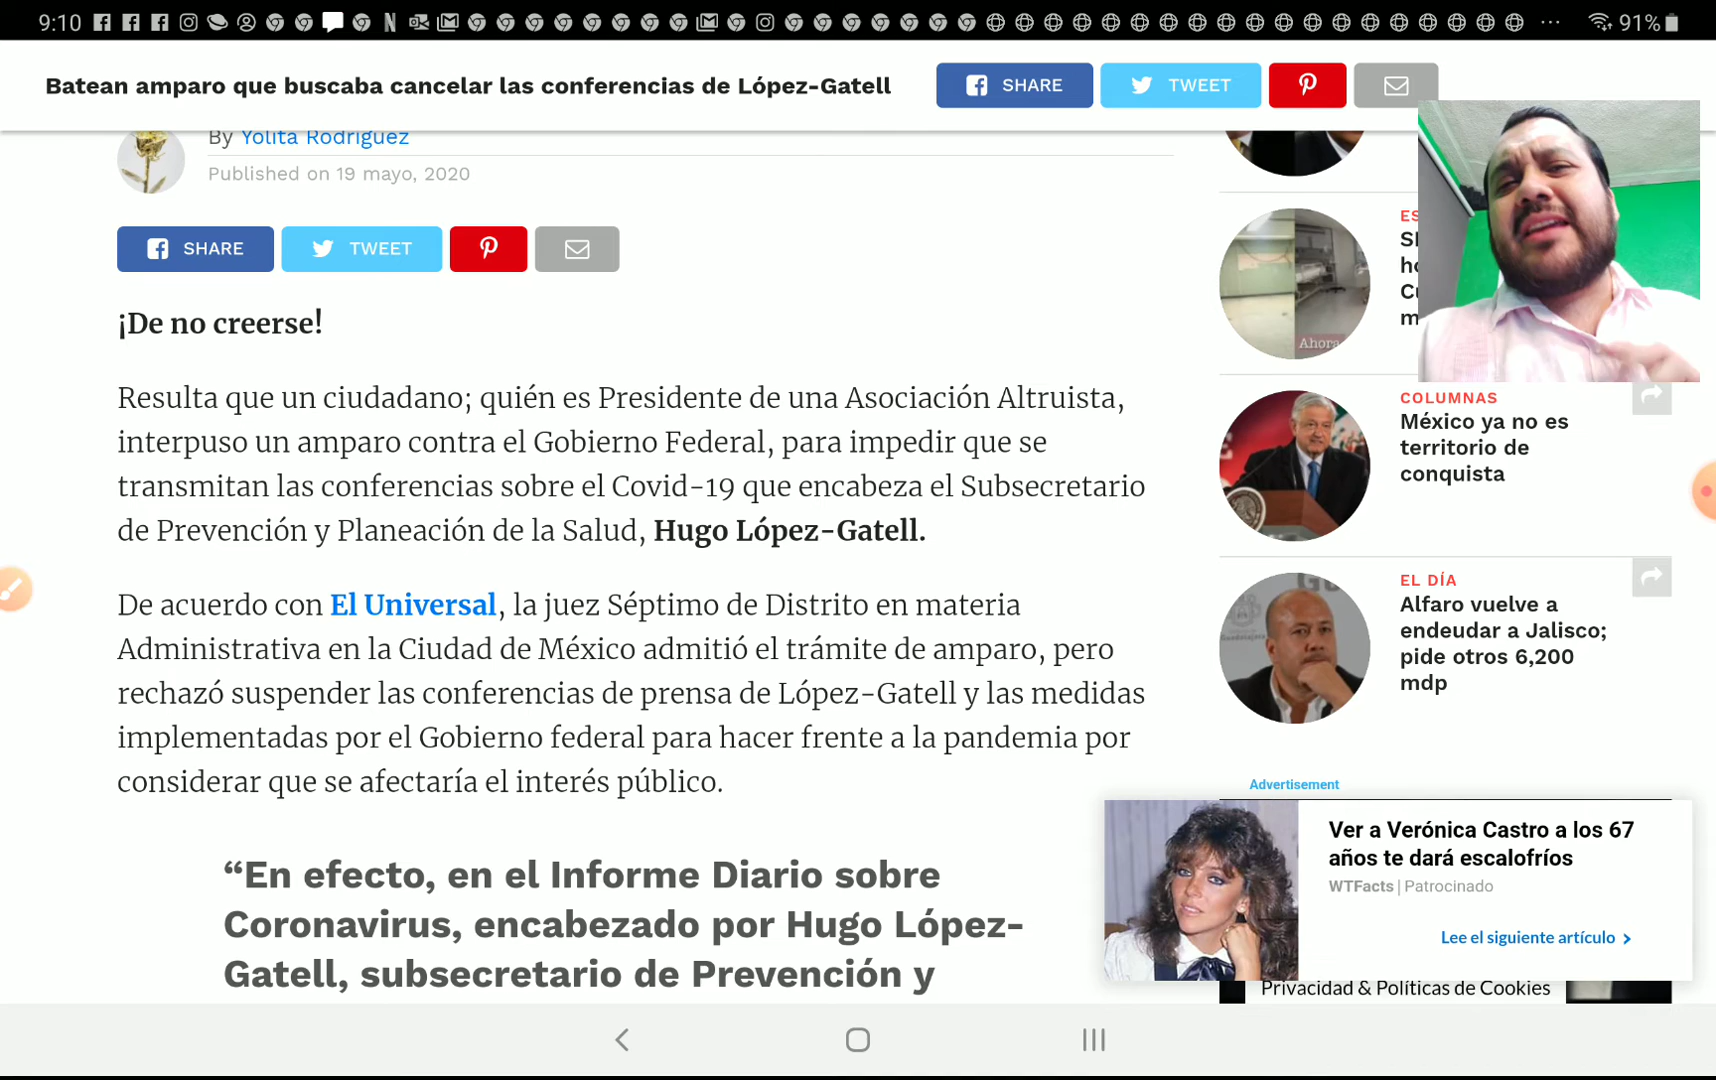 9:10
91%
Batean amparo que buscaba cancelar las conferencias de López-Gatell
SHARE
TWEET
By Yolita Rodríguez
Published on 19 mayo, 2020
SHARE
TWEET
¡De no creerse!
Resulta que un ciudadano; quién es Presidente de una Asociación Altruista,
interpuso un amparo contra el Gobierno Federal, para impedir que se
transmitan las conferencias sobre el Covid-19 que encabeza el Subsecretario
de Prevención y Planeación de la Salud, Hugo López-Gatell.
De acuerdo con El Universal, la juez Séptimo de Distrito en materia
Administrativa en la Ciudad de México admitió el trámite de amparo, pero
rechazó suspender las conferencias de prensa de López-Gatell y las medidas
implementadas por el Gobierno federal para hacer frente a la pandemia por
considerar que se afectaría el interés público.
“En efecto, en el Informe Diario sobre
Coronavirus, encabezado por Hugo López-
Gatell, subsecretario de Prevención y
Ahora
COLUMNAS
México ya no es
territorio de
conquista
EL DÍA
Alfaro vuelve a
endeudar a Jalisco;
pide otros 6,200
mdp
Advertisement
Ver a Verónica Castro a los 67
años te dará escalofríos
WTFacts | Patrocinado
Lee el siguiente artículo
Privacidad & Políticas de Cookies